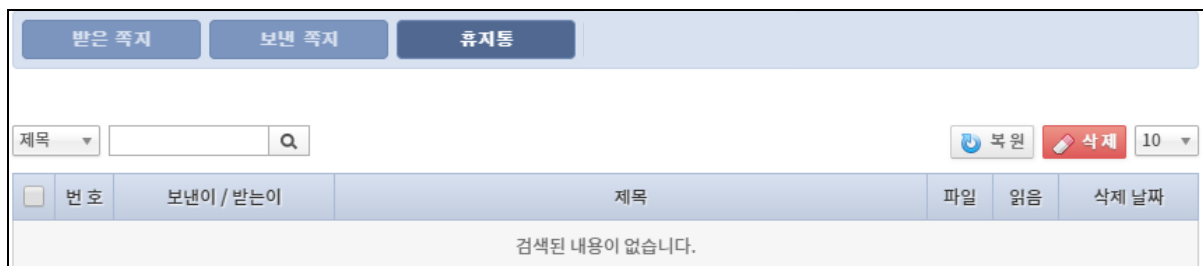 받은 쪽지 보낸 쪽지 휴지통
제목 복원 삭제 10
번호 보낸이 / 받는이 제목 파일 읽음 삭제 날짜
검색된 내용이 없습니다.